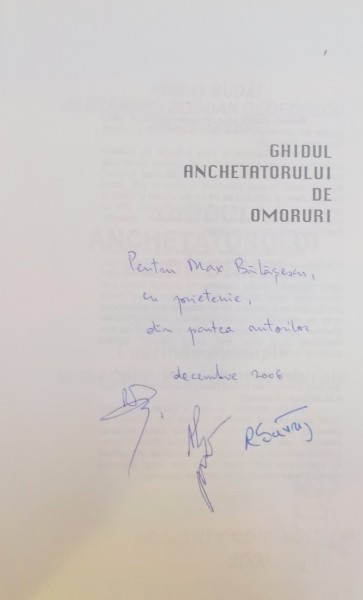 GHIDUL
ANCHETATORULUI
DE
OMORURI
Pentru Max Bălășescu,
cu prietenie,
din partea autorilor
decembrie 2006